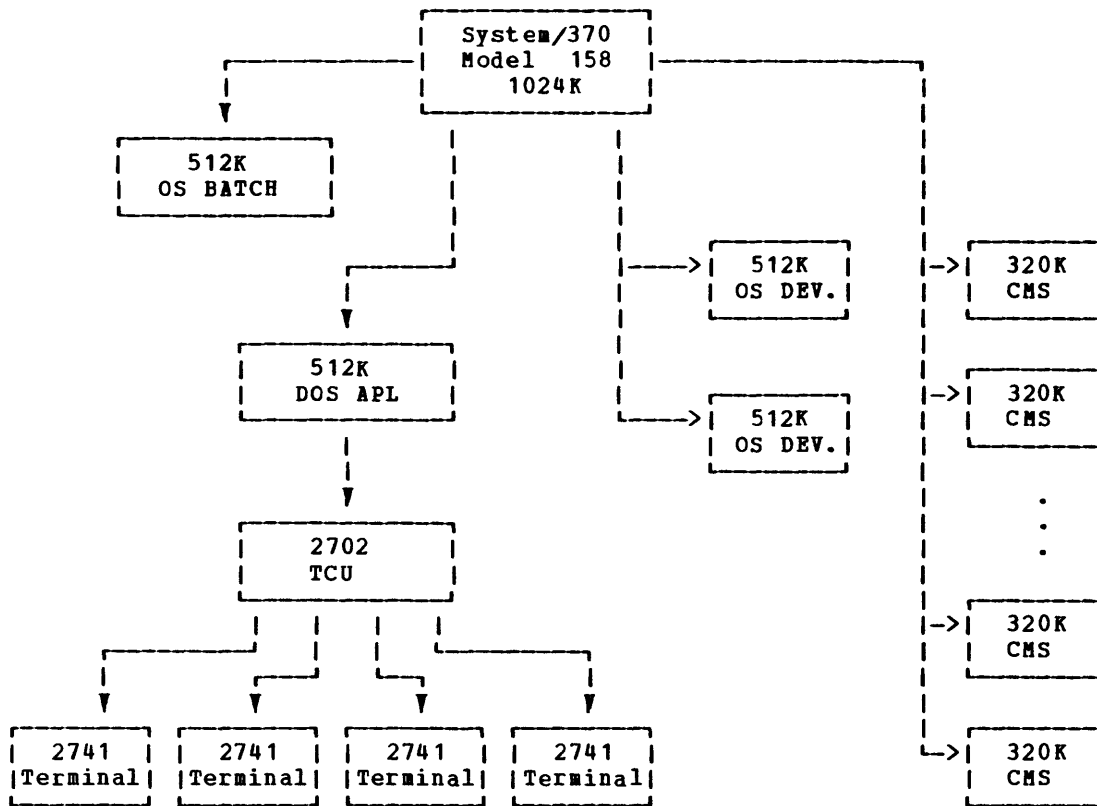 System/370
Model 158
1024K
512K
OS BATCH
512K
OS DEV.
320K
CMS
512K
DOS APL
320K
CMS
512K
OS DEV.
2702
TCU
320K
CMS
2741
Terminal
2741
Terminal
2741
Terminal
2741
Terminal
320K
CMS